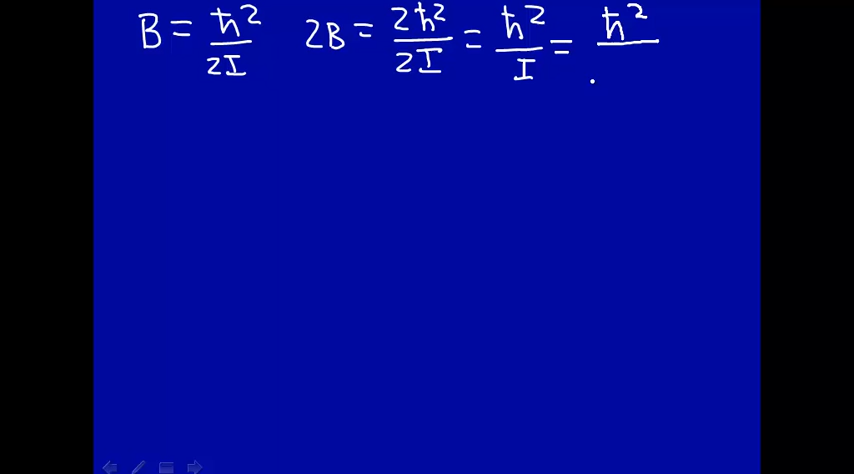 B = ħ²/2I 2B = 2ħ²/2I = ħ²/I = ħ²